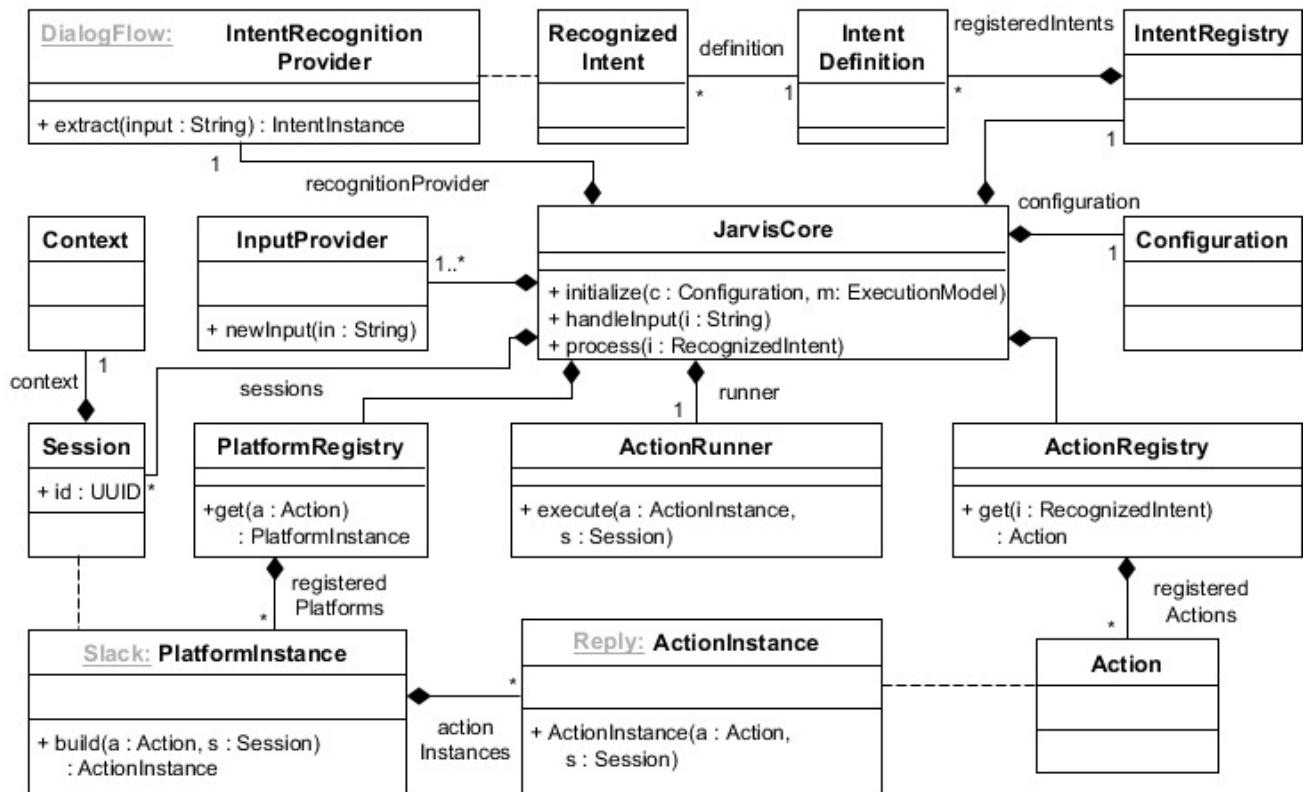 DialogFlow: IntentRecognition
Provider
+ extract(input : String) : IntentInstance
Recognized
Intent
definition
*
1
Intent
Definition
registeredIntents
*
IntentRegistry
1
1
recognitionProvider
configuration
1
Configuration
Context
InputProvider
+ newInput(in : String)
1..*
JarvisCore
+ initialize(c : Configuration, m: ExecutionModel)
+ handleInput(i : String)
+ process(i : RecognizedIntent)
1
context
sessions
runner
1
Session
+ id : UUID
*
PlatformRegistry
+get(a : Action)
: PlatformInstance
ActionRunner
+ execute(a : ActionInstance,
s : Session)
ActionRegistry
+ get(i : RecognizedIntent)
: Action
registered
Platforms
*
registered
Actions
*
Slack: PlatformInstance
+ build(a : Action, s : Session)
: ActionInstance
*
action
Instances
Reply: ActionInstance
+ ActionInstance(a : Action,
s : Session)
Action